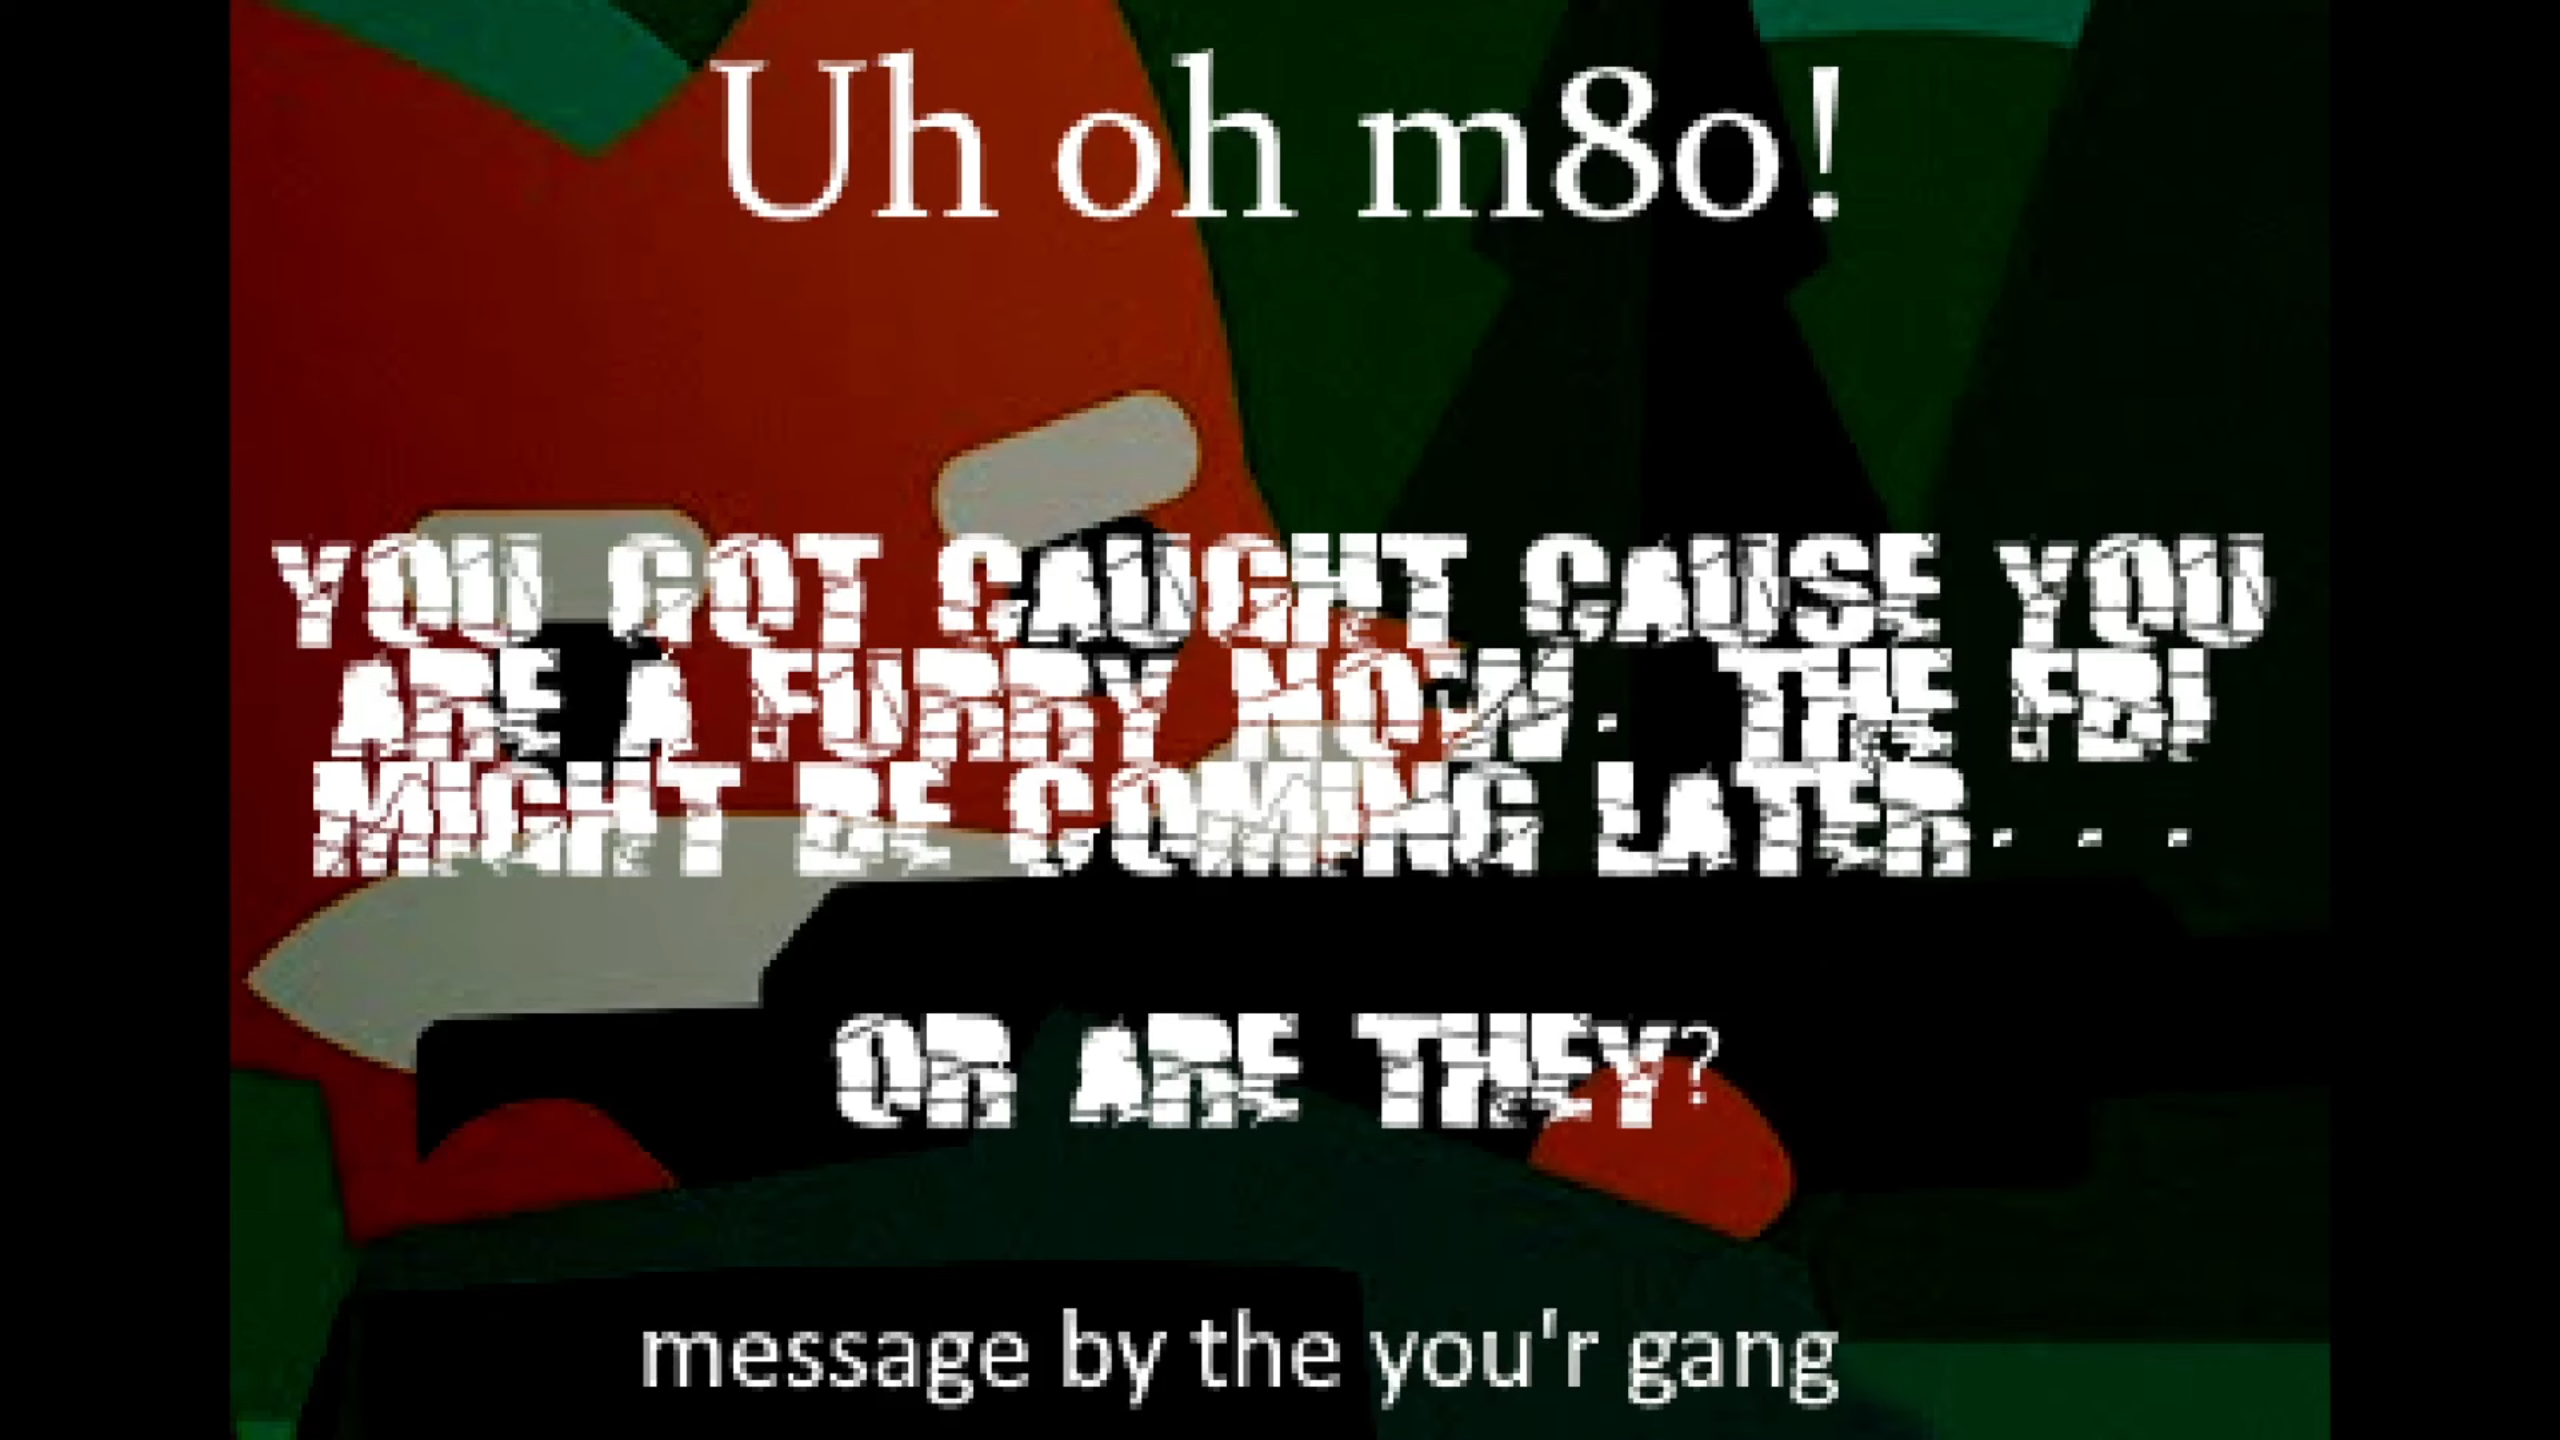 Uh oh m8o!
YOU GOT CAUGHT CAUSE YOU
ARE A FURRY NOW. THE FBI
MIGHT BE COMING LATER...
OR ARE THEY?
message by the you'r gang